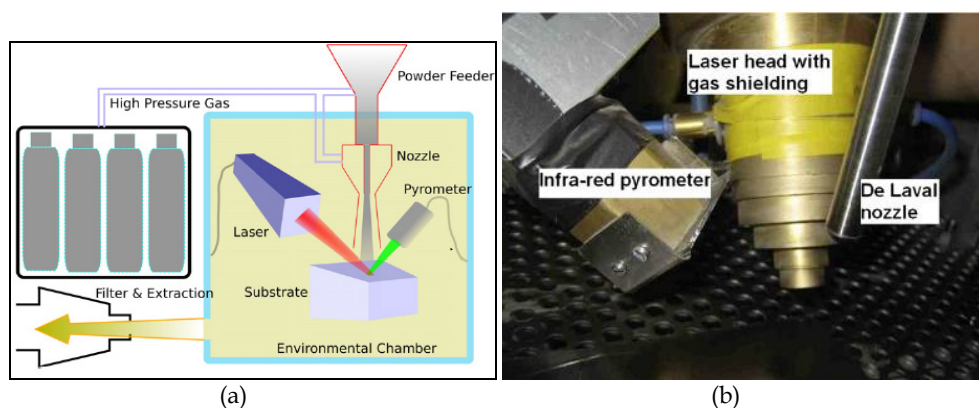 Powder Feeder
High Pressure Gas
Nozzle
Pyrometer
Laser
Substrate
Filter & Extraction
Environmental Chamber
(a)
Laser head with
gas shielding
Infra-red pyrometer
De Laval
nozzle
(b)